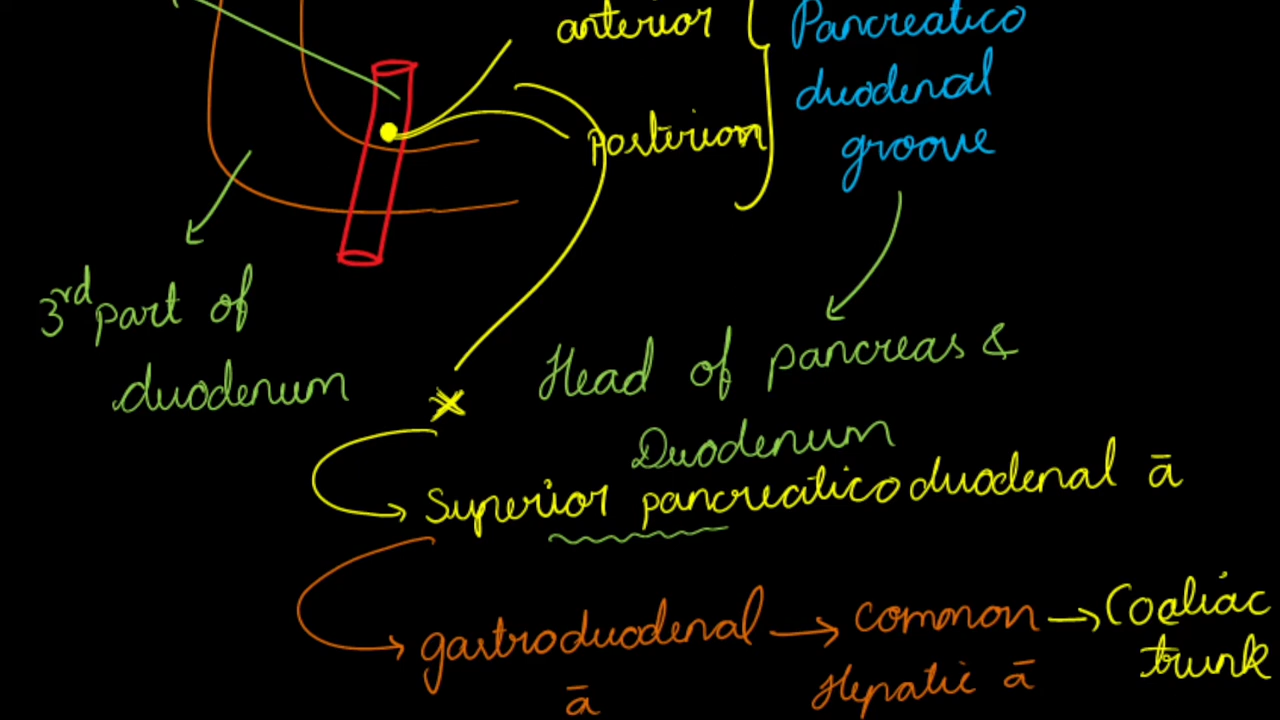 anterior
Pancreatico
duodenal
posterior
groove
3rd part of
duodenum
Head of pancreas &
Duodenum
Superior pancreaticoduodenal ā
gastroduodenal → common → Coaliac
ā
Hepatic ā
trunk